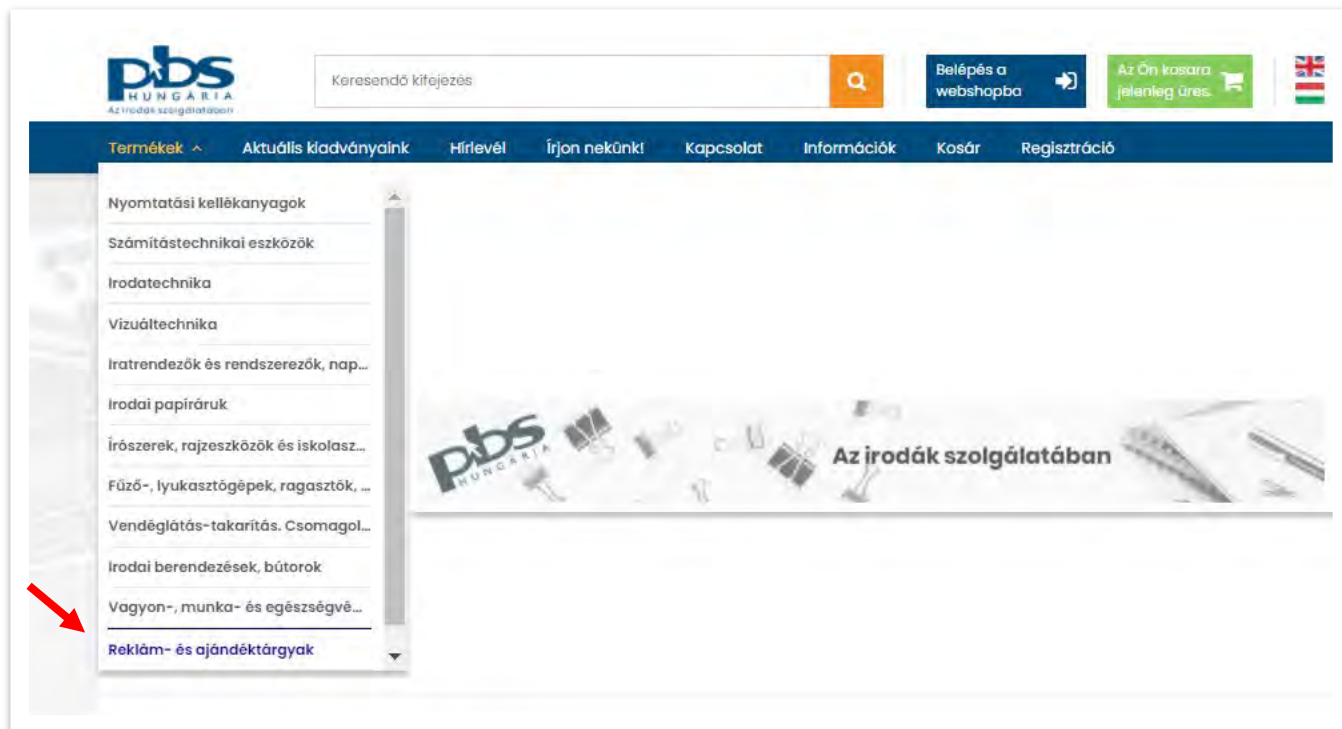 pbs
HUNGÁRIA
Az irodák szolgálatában
Keresendő kifejezés
Belépés a
webshopba
Az Ön kosara
jelenleg üres.
Termékek
Aktuális kiadványaink
Hírlevél
Írjon nekünk!
Kapcsolat
Információk
Kosár
Regisztráció
Nyomtatási kellékanyagok
Számítástechnikai eszközök
Irodatechnika
Vizuáltechnika
Iratrendezők és rendszerezők, nap...
Irodai papíráruk
Írószerek, rajzeszközök és iskolasz...
Fűző-, lyukasztógépek, ragasztók, ...
Vendéglátás-takarítás. Csomagol...
Irodai berendezések, bútorok
Vagyon-, munka- és egészségvé...
Reklám- és ajándéktárgyak
pbs
HUNGÁRIA
Az irodák szolgálatában